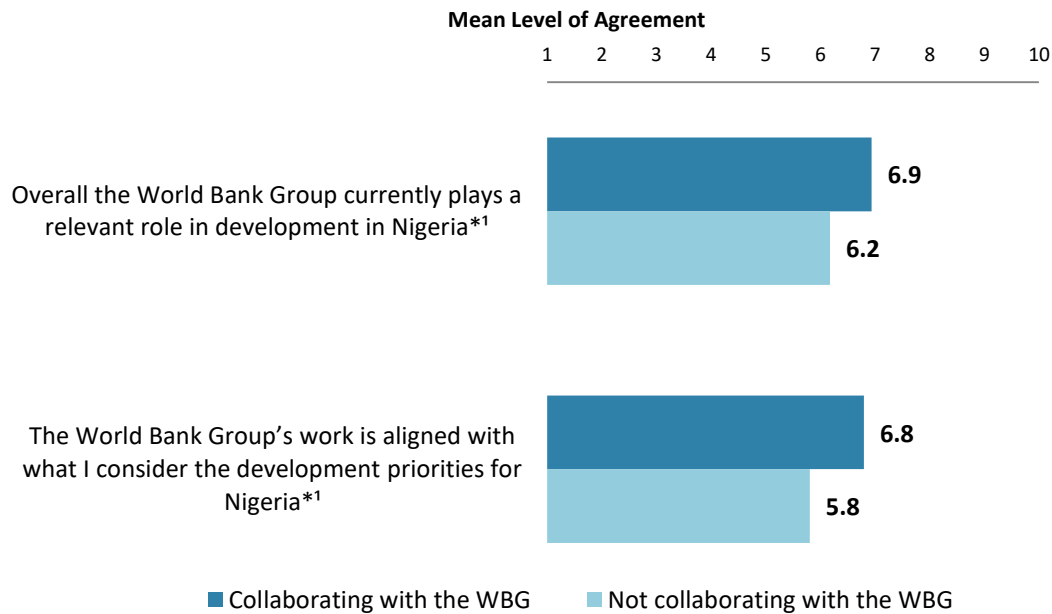 Mean Level of Agreement
1 2 3 4 5 6 7 8 9 10
Overall the World Bank Group currently plays a
relevant role in development in Nigeria*¹
6.9
6.2
The World Bank Group’s work is aligned with
what I consider the development priorities for
Nigeria*¹
6.8
5.8
Collaborating with the WBG Not collaborating with the WBG